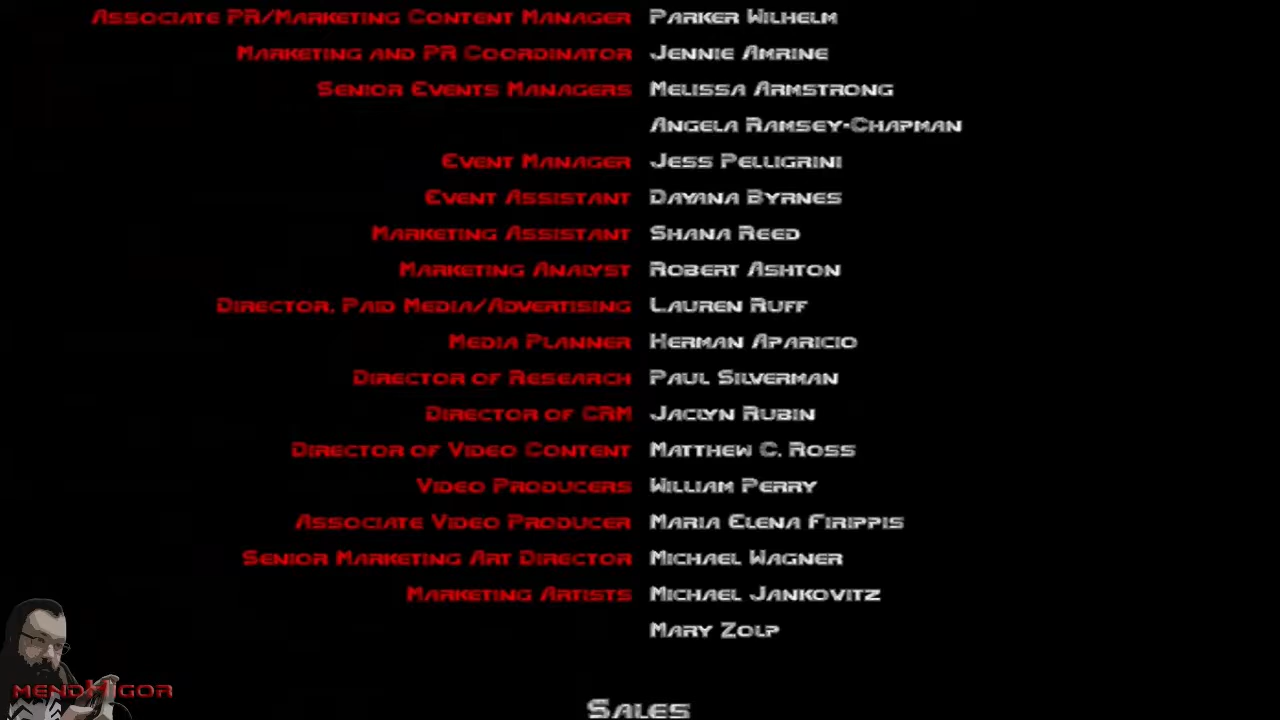 Associate PR/Marketing Content Manager Parker Wilhelm
Marketing and PR Coordinator Jennie Amrine
Senior Events Managers Melissa Armstrong
Angela Ramsey-Chapman
Event Manager Jess Pelligrini
Event Assistant Dayana Byrnes
Marketing Assistant Shana Reed
Marketing Analyst Robert Ashton
Director, Paid Media/Advertising Lauren Ruff
Media Planner Herman Aparicio
Director of Research Paul Silverman
Director of CRM Jaclyn Rubin
Director of Video Content Matthew C. Ross
Video Producers William Perry
Associate Video Producer Maria Elena Firippis
Senior Marketing Art Director Michael Wagner
Marketing Artists Michael Jankovitz
Mary Zolp
mendHigor
Sales